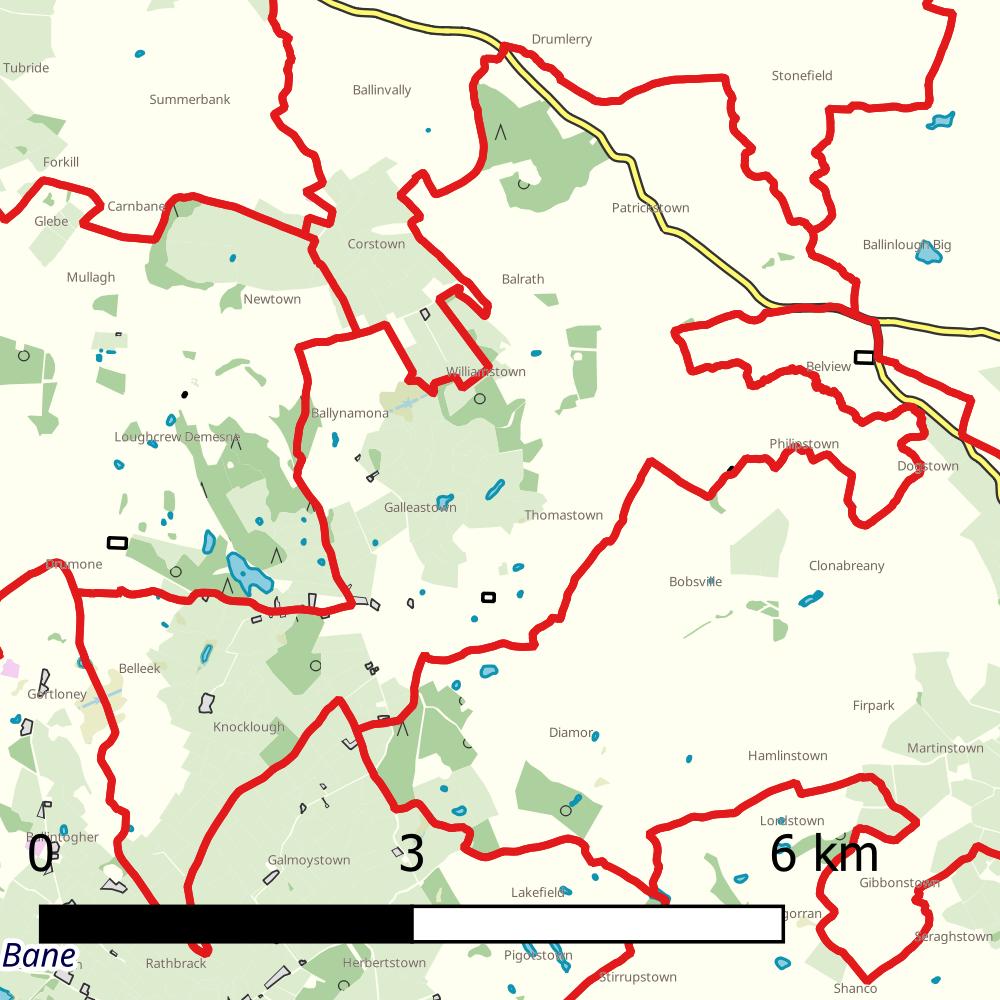 Drumlerry
Tubride
Stonefield
Summerbank
Ballinvally
Forkill
Carnbane
Patrickstown
Glebe
Corstown
Ballinlough Big
Mullagh
Balrath
Newtown
Belview
Williamstown
Ballynamona
Loughcrew Demesne
Philipstown
Dogstown
Galleastown
Thomastown
Drumone
Clonabreany
Bobsville
Belleek
Gortloney
Firpark
Knocklough
Diamor
Martinstown
Hamlinstown
Lordstown
Ballintogher
0 3 6 km
Galmoystown
Gibbonstown
Lakefield
gorran
Seraghstown
Bane
Pigotstown
Rathbrack
Herbertstown
Stirrupstown
Shanco